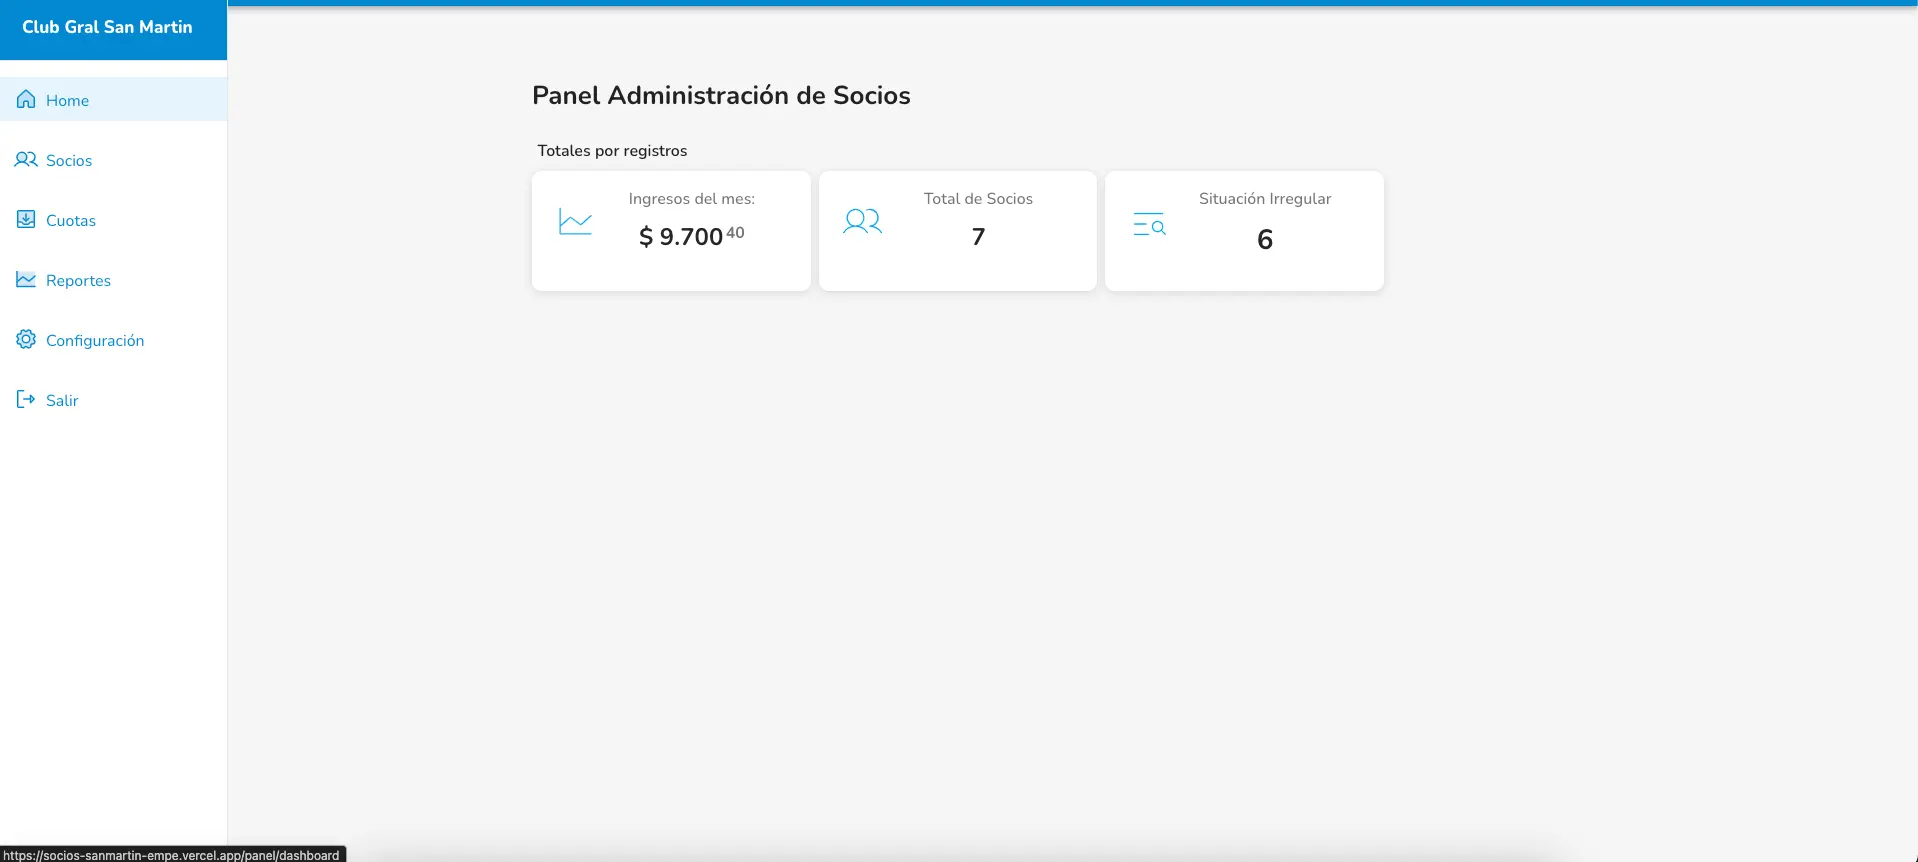 Club Gral San Martin
Home
Socios
Cuotas
Reportes
Configuración
Salir
Panel Administración de Socios
Totales por registros
Ingresos del mes:
$ 9.700 40
Total de Socios
7
Situación Irregular
6
https://socios-sanmartin-empe.vercel.app/panel/dashboard